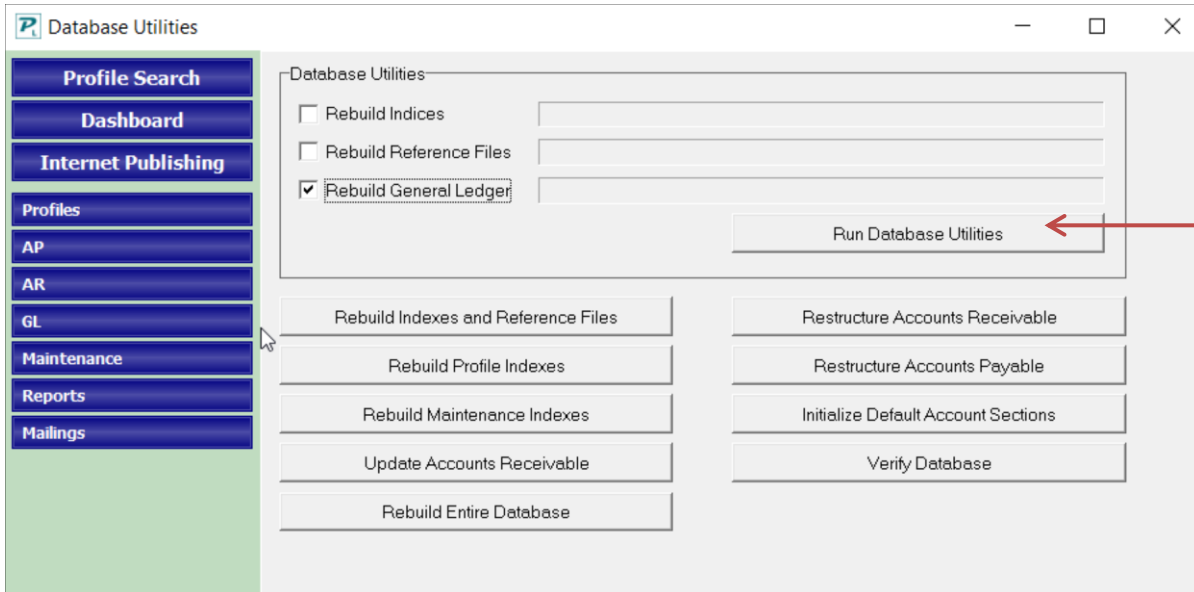 Database Utilities
Profile Search
Dashboard
Internet Publishing
Profiles
AP
AR
GL
Maintenance
Reports
Mailings
Database Utilities
Rebuild Indices
Rebuild Reference Files
Rebuild General Ledger
Run Database Utilities
Rebuild Indexes and Reference Files
Restructure Accounts Receivable
Rebuild Profile Indexes
Restructure Accounts Payable
Rebuild Maintenance Indexes
Initialize Default Account Sections
Update Accounts Receivable
Verify Database
Rebuild Entire Database